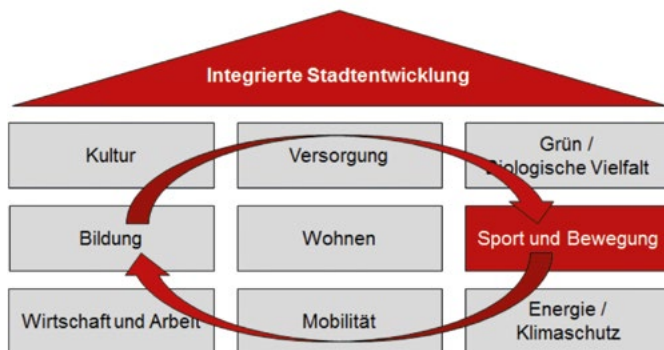 Integrierte Stadtentwicklung
Kultur
Versorgung
Grün /
Biologische Vielfalt
Bildung
Wohnen
Sport und Bewegung
Wirtschaft und Arbeit
Mobilität
Energie /
Klimaschutz